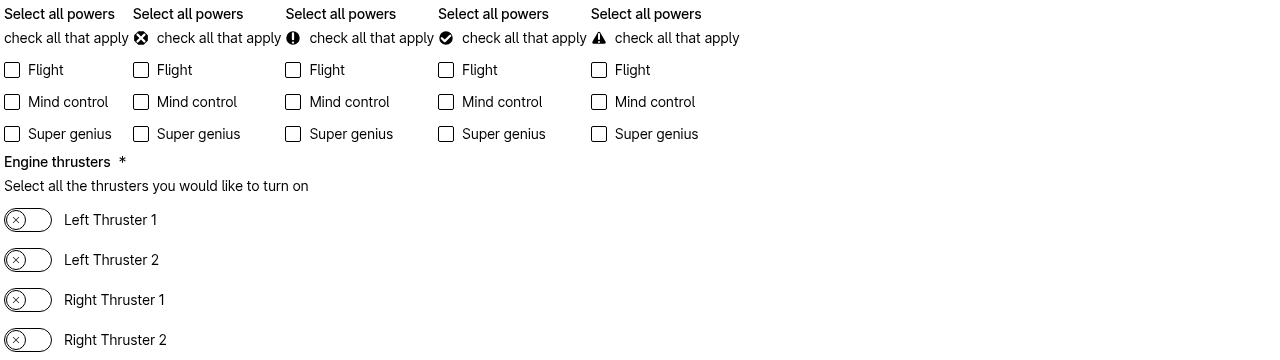 Select all powers Select all powers Select all powers Select all powers Select all powers
check all that apply check all that apply check all that apply check all that apply check all that apply
Flight Flight Flight Flight Flight
Mind control Mind control Mind control Mind control Mind control
Super genius Super genius Super genius Super genius Super genius
Engine thrusters *
Select all the thrusters you would like to turn on
Left Thruster 1
Left Thruster 2
Right Thruster 1
Right Thruster 2